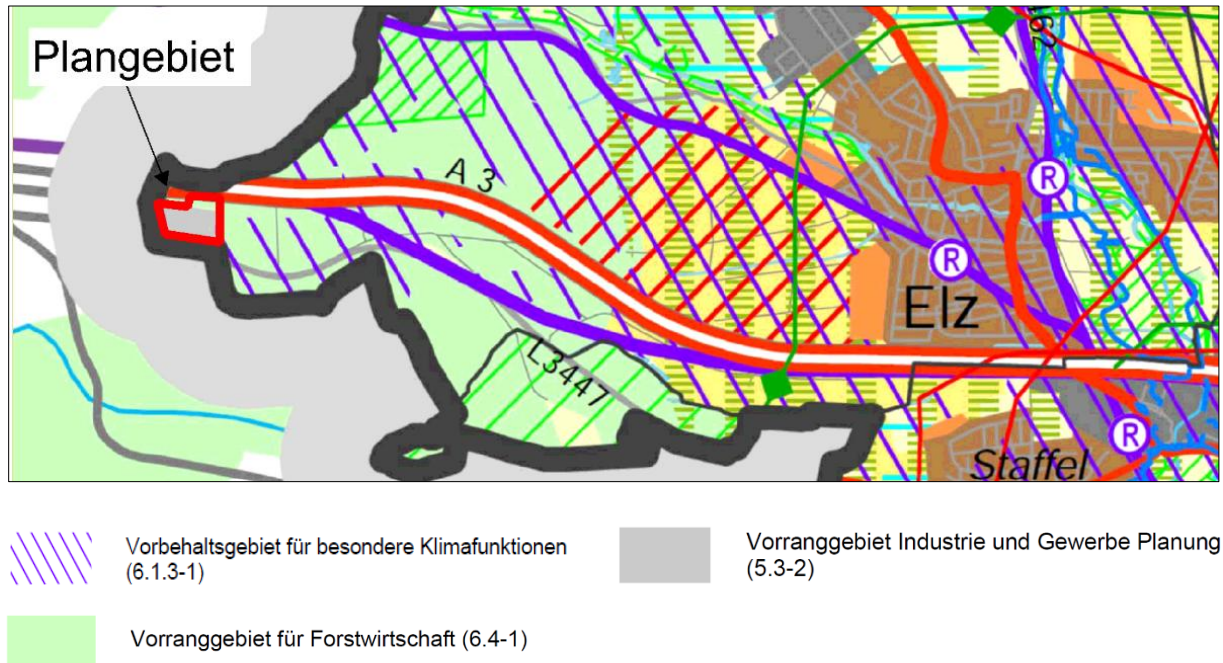 Plangebiet
A 3
62
R
R
Elz
L3447
R
Staffel
Vorbehaltsgebiet für besondere Klimafunktionen
(6.1.3-1)
Vorranggebiet Industrie und Gewerbe Planung
(5.3-2)
Vorranggebiet für Forstwirtschaft (6.4-1)